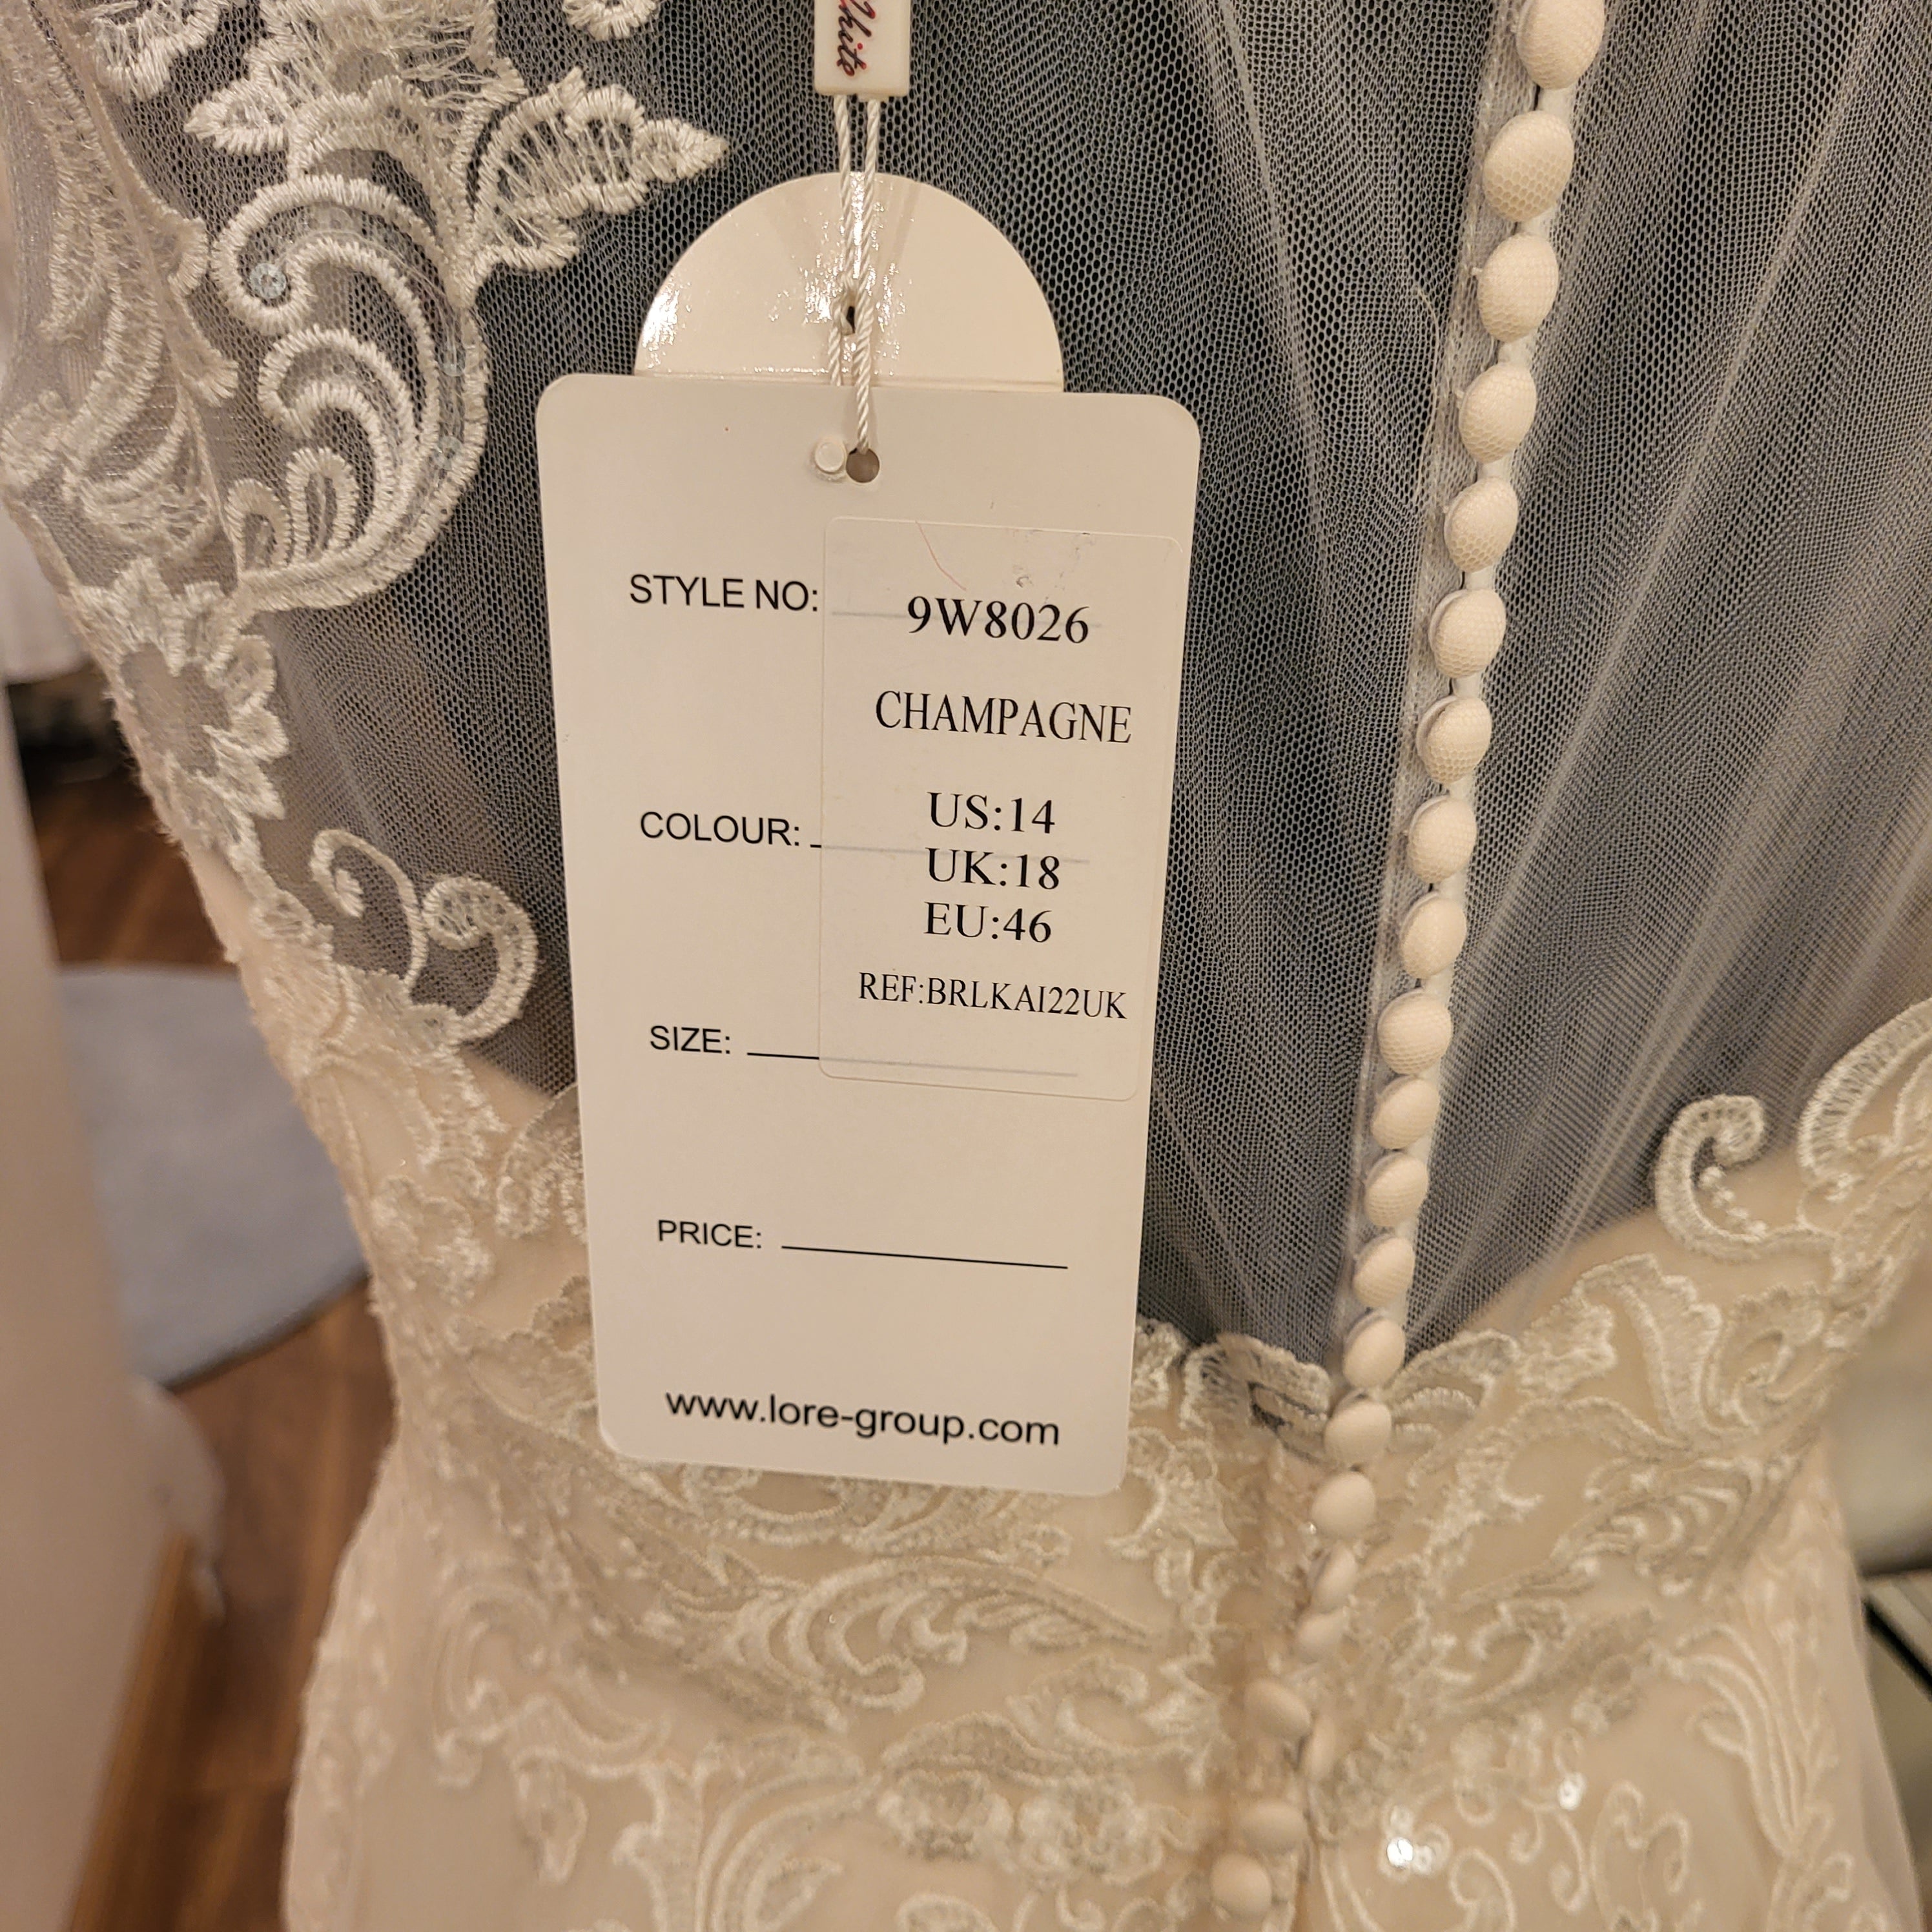 STYLE NO: 9W8026
CHAMPAGNE
COLOUR:
US:14
UK:18
EU:46
REF:BRLKAI22UK
SIZE:
PRICE:
www.lore-group.com